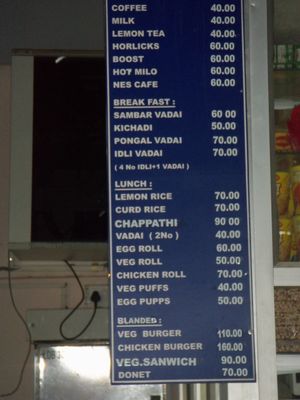 COFFEE 40.00
MILK 40.00
LEMON TEA 40.00
HORLICKS 60.00
BOOST 60.00
HOT MILO 60.00
NES CAFE 60.00
BREAK FAST :
SAMBAR VADAI 60 00
KICHADI 50.00
PONGAL VADAI 70.00
IDLI VADAI 70.00
( 4 No IDLI+1 VADAI )
LUNCH :
LEMON RICE 70.00
CURD RICE 70.00
CHAPPATHI 90 00
VADAI ( 2No ) 40.00
EGG ROLL 60.00
VEG ROLL 50.00
CHICKEN ROLL 70.00
VEG PUFFS 40.00
EGG PUPPS 50.00
BLANDED :
VEG BURGER 110.00
CHICKEN BURGER 160.00
VEG.SANWICH 90.00
DONET 70.00